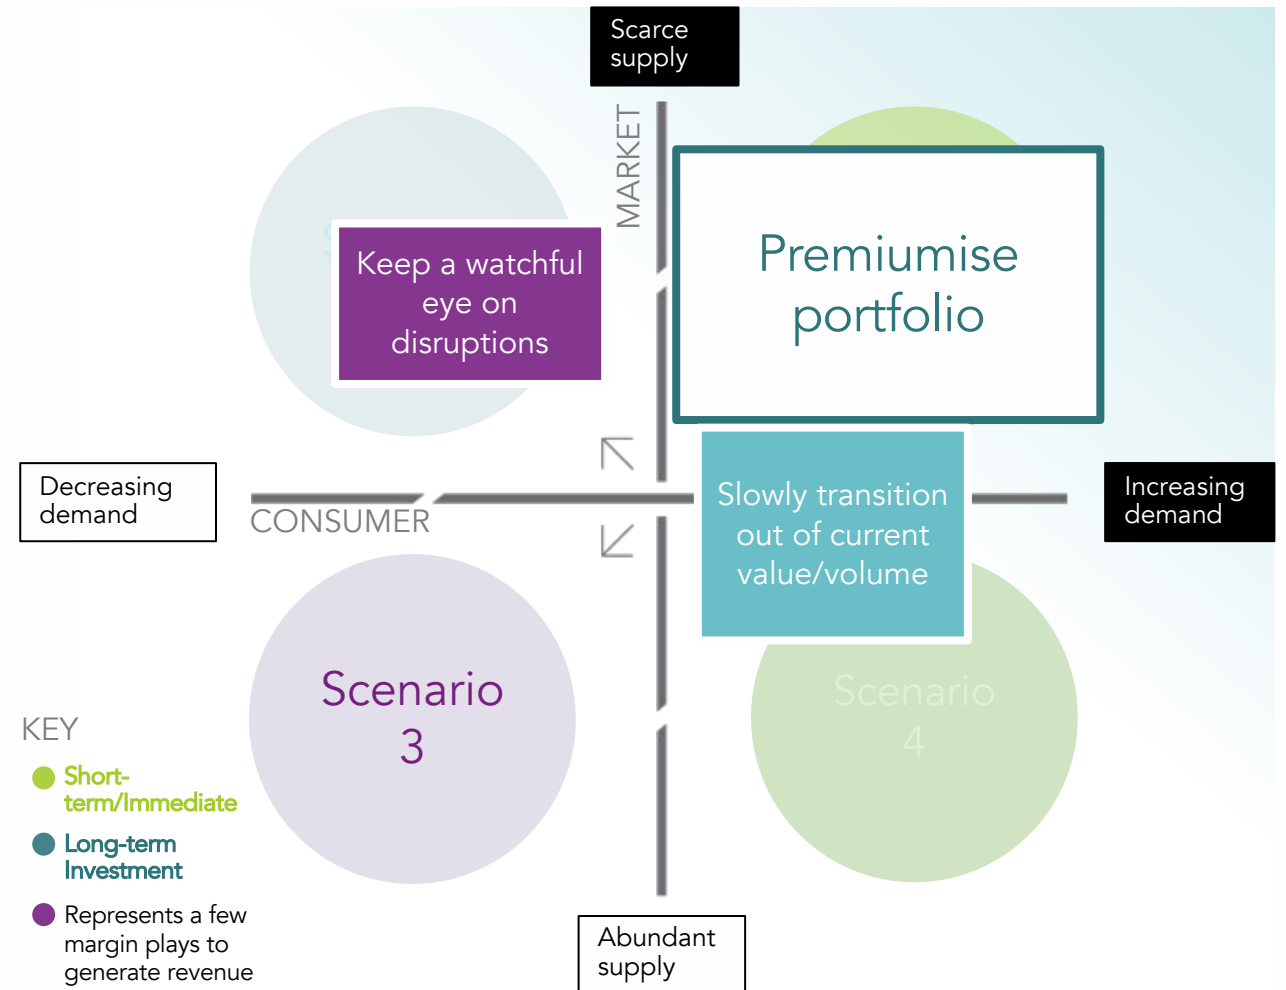 Scarce
supply
MARKET
Premiumise
portfolio
Keep a watchful
eye on
disruptions
Decreasing
demand
CONSUMER
Slowly transition
out of current
value/volume
Increasing
demand
Scenario
3
Scenario
4
KEY
Short-
term/Immediate
Long-term
Investment
Represents a few
margin plays to
generate revenue
Abundant
supply